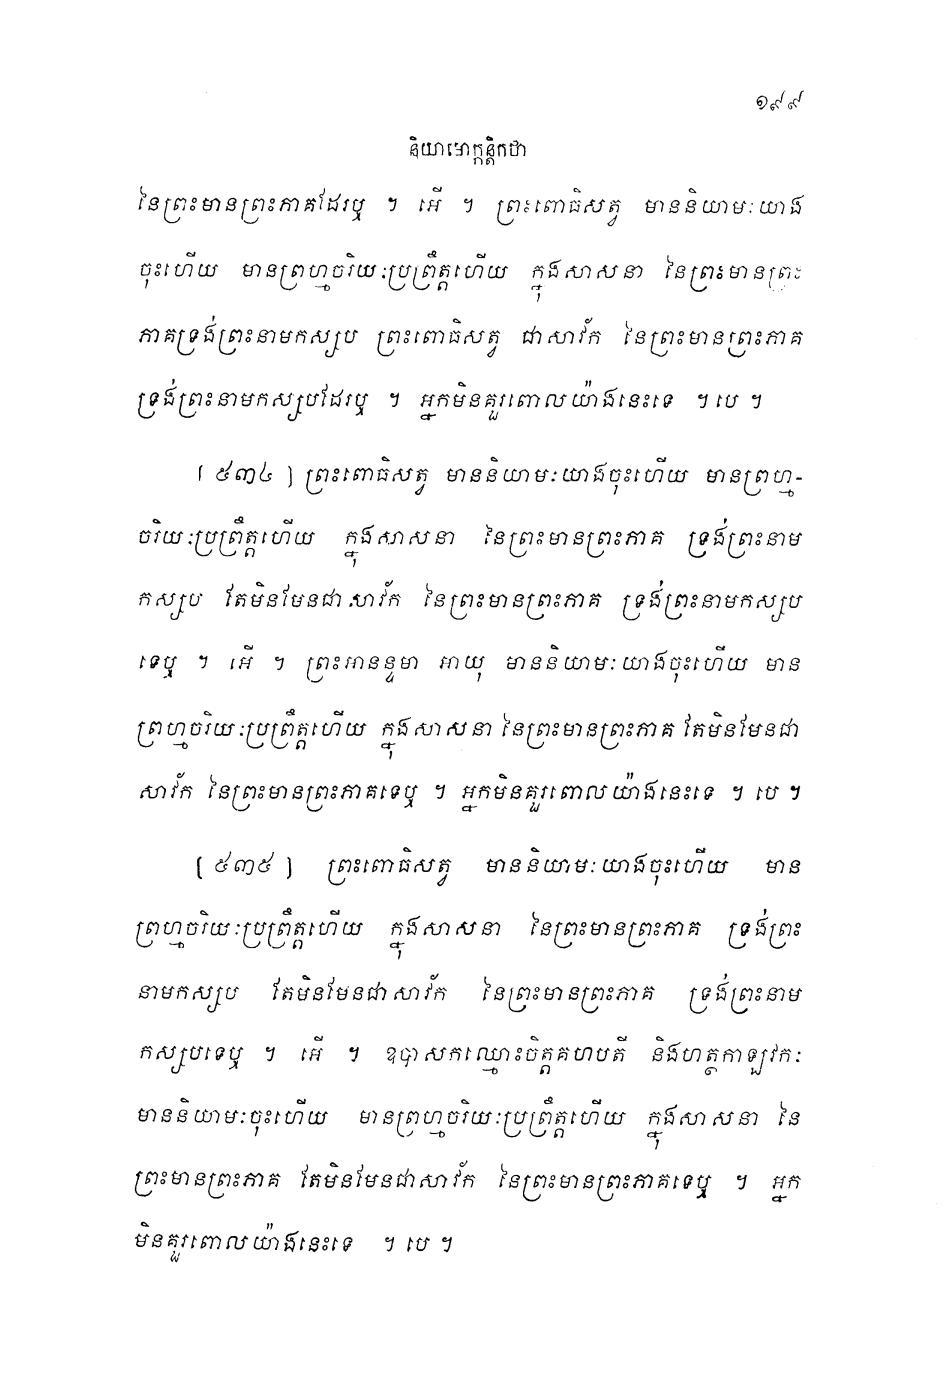 ១៩៩
និយាមោក្កន្តិកថា
នៃព្រះមានព្រះភាគដែរឬ ។ អើ ។ ព្រះពោធិសត្វ មាននិយាមៈយាង
ចុះហើយ មានព្រហ្មចរិយៈប្រព្រឹត្តហើយ ក្នុងសាសនា នៃព្រះមានព្រះ
ភាគទ្រង់ព្រះនាមកស្សប ព្រះពោធិសត្វ ជាសាវ័ក នៃព្រះមានព្រះភាគ
ទ្រង់ព្រះនាមកស្សបដែរឬ ។ អ្នកមិនគួរពោលយ៉ាងនេះទេ ។ បេ ។
[ ៥៣៤ ] ព្រះពោធិសត្វ មាននិយាមៈយាងចុះហើយ មានព្រហ្ម-
ចរិយៈប្រព្រឹត្តហើយ ក្នុងសាសនា នៃព្រះមានព្រះភាគ ទ្រង់ព្រះនាម
កស្សប តែមិនមែនជាសាវ័ក នៃព្រះមានព្រះភាគ ទ្រង់ព្រះនាមកស្សប
ទេឬ ។ អើ ។ ព្រះអានន្ទមា អាយុ មាននិយាមៈយាងចុះហើយ មាន
ព្រហ្មចរិយៈប្រព្រឹត្តហើយ ក្នុងសាសនា នៃព្រះមានព្រះភាគ តែមិនមែនជា
សាវ័ក នៃព្រះមានព្រះភាគទេឬ ។ អ្នកមិនគួរពោលយ៉ាងនេះទេ ។ បេ ។
[ ៥៣៥ ] ព្រះពោធិសត្វ មាននិយាមៈយាងចុះហើយ មាន
ព្រហ្មចរិយៈប្រព្រឹត្តហើយ ក្នុងសាសនា នៃព្រះមានព្រះភាគ ទ្រង់ព្រះ
នាមកស្សប តែមិនមែនជាសាវ័ក នៃព្រះមានព្រះភាគ ទ្រង់ព្រះនាម
កស្សបទេឬ ។ អើ ។ ឧបាសកឈ្មោះចិត្តគហបតី និងហត្ថកាឡវកៈ
មាននិយាមៈចុះហើយ មានព្រហ្មចរិយៈប្រព្រឹត្តហើយ ក្នុងសាសនា នៃ
ព្រះមានព្រះភាគ តែមិនមែនជាសាវ័ក នៃព្រះមានព្រះភាគទេឬ ។ អ្នក
មិនគួរពោលយ៉ាងនេះទេ ។ បេ ។